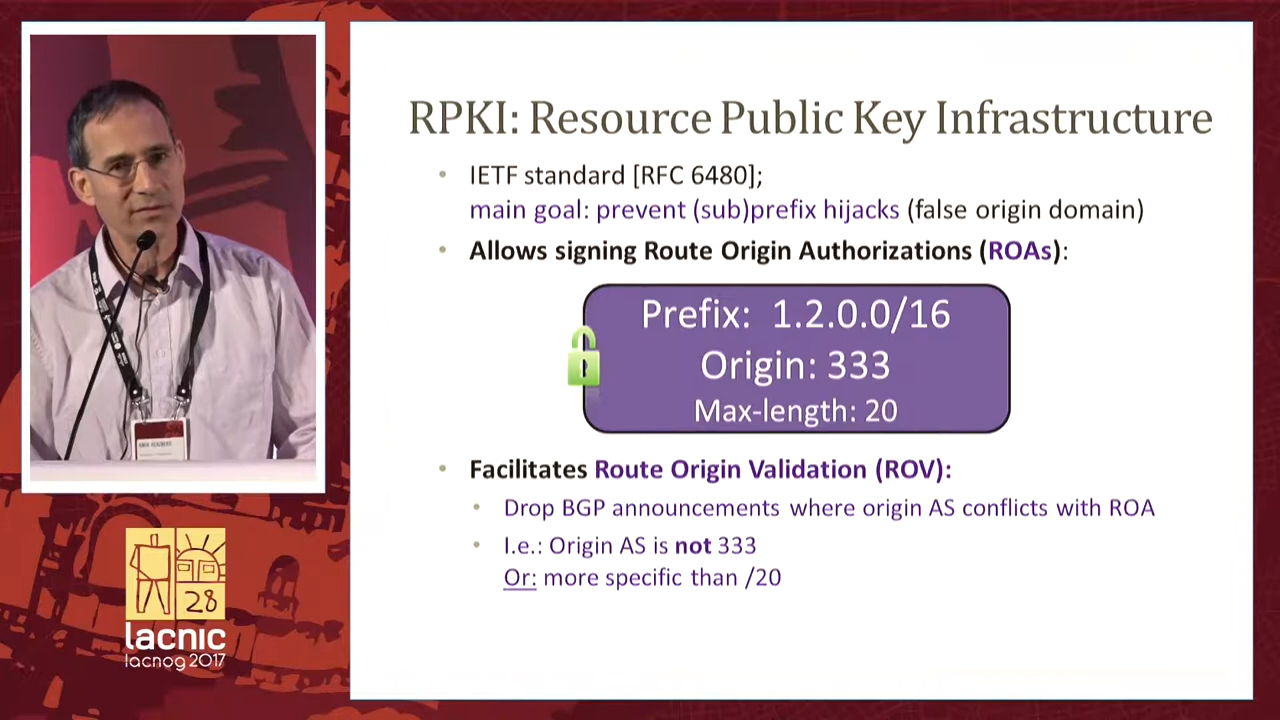 RPKI: Resource Public Key Infrastructure
• IETF standard [RFC 6480];
main goal: prevent (sub)prefix hijacks (false origin domain)
• Allows signing Route Origin Authorizations (ROAs):
Prefix: 1.2.0.0/16
Origin: 333
Max-length: 20
• Facilitates Route Origin Validation (ROV):
• Drop BGP announcements where origin AS conflicts with ROA
• I.e.: Origin AS is not 333
Or: more specific than /20
28
lacnic
lacnog 2017